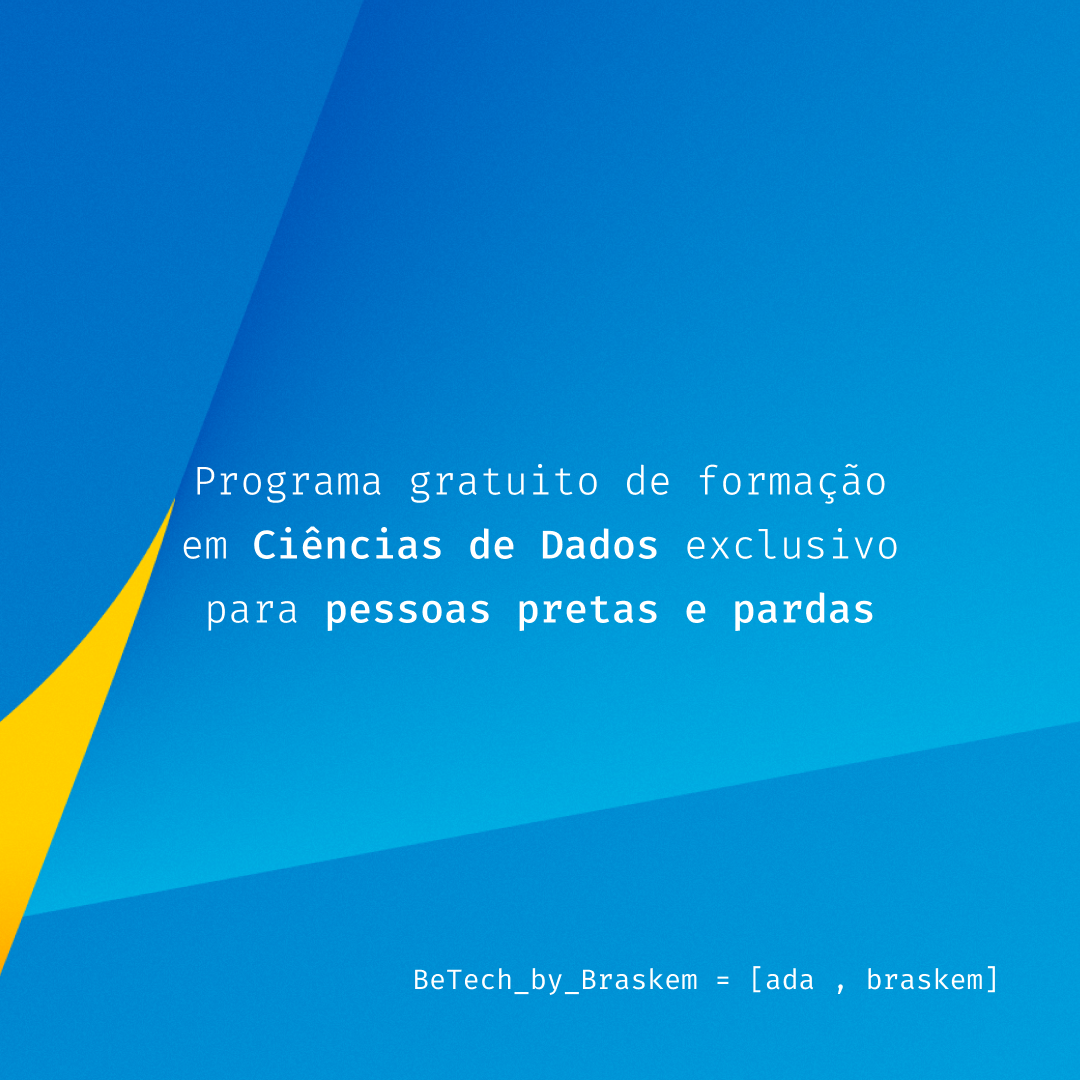 Programa gratuito de formação
em Ciências de Dados exclusivo
para pessoas pretas e pardas
BeTech_by_Braskem = [ada , braskem]